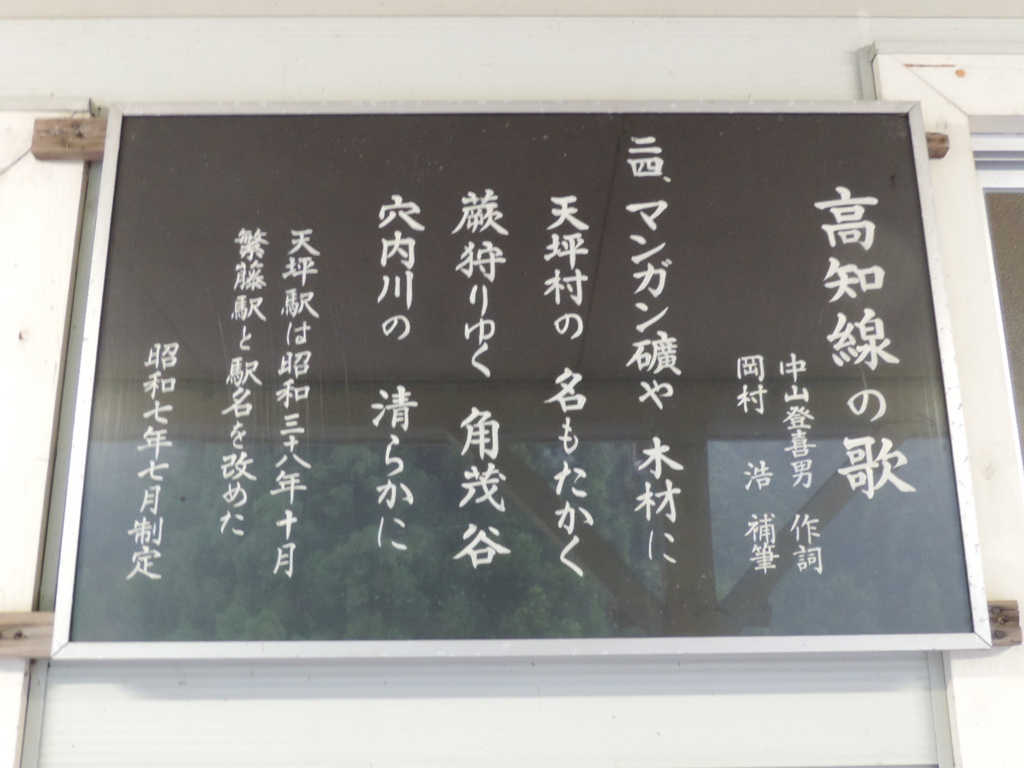 高知線の歌
中山登喜男 作詞
岡村 浩 補筆
二四、マンガン礦や 木材に
天坪村の 名もたかく
蕨狩りゆく 角茂谷
穴内川の 清らかに
天坪駅は昭和三十八年十月
繁藤駅と駅名を改めた
昭和七年七月制定